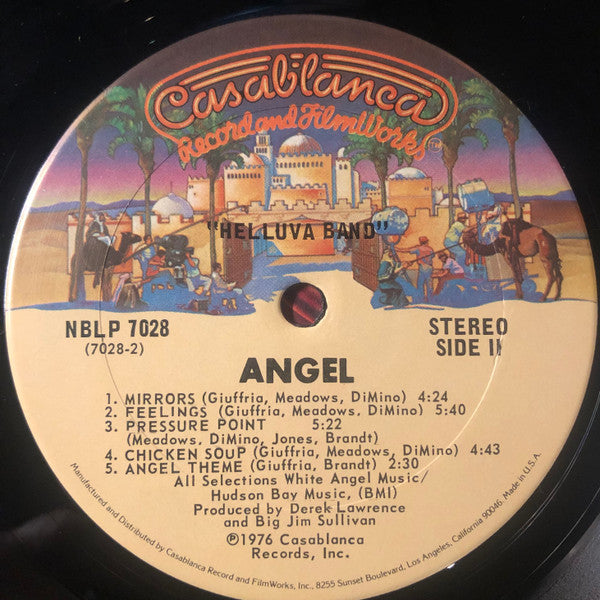 Casablanca
Record and FilmWorks
TM
"HELLUVA BAND"
NBLP 7028
(7028-2)
STEREO
SIDE II
ANGEL
1. MIRRORS (Giuffria, Meadows, DiMino) 4:24
2. FEELINGS (Giuffria, Meadows, DiMino) 5:40
3. PRESSURE POINT 5:22
(Meadows, DiMino, Jones, Brandt)
4. CHICKEN SOUP (Giuffria, Meadows, DiMino) 4:43
5. ANGEL THEME (Giuffria, Brandt) 2:30
All Selections White Angel Music/
Hudson Bay Music, (BMI)
Produced by Derek Lawrence
and Big Jim Sullivan
℗1976 Casablanca
Records, Inc.
Manufactured and Distributed by Casablanca Record and FilmWorks, Inc., 8255 Sunset Boulevard, Los Angeles, California 90046. Made in U.S.A.